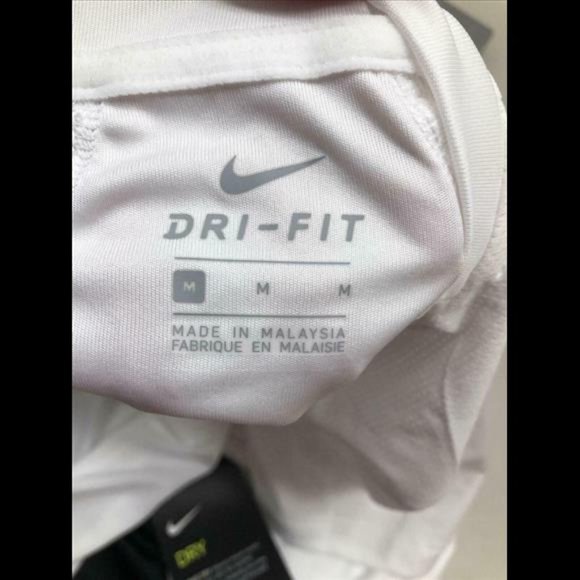 DRI-FIT
M M M
MADE IN MALAYSIA
FABRIQUE EN MALAISIE
DRY